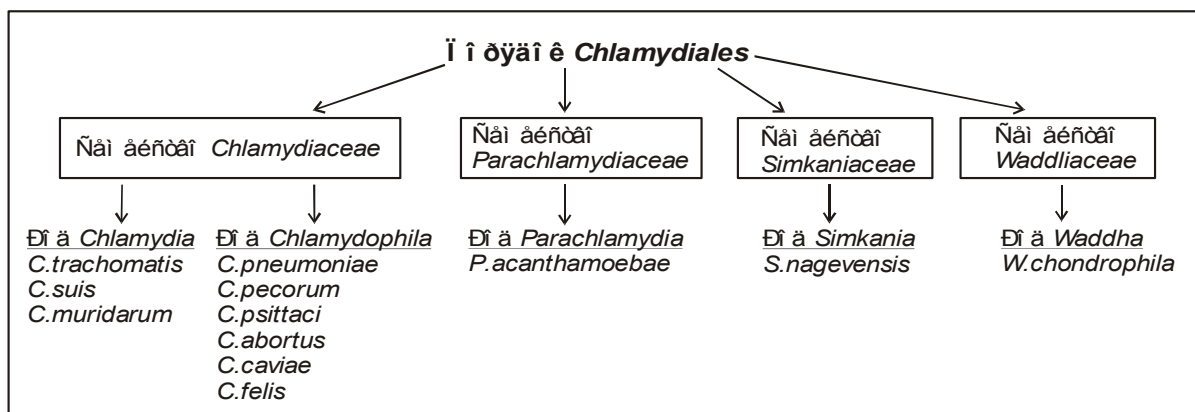 Ï î ðÿäî ê Chlamydiales
Ñåì åéñòâî Chlamydiaceae
Ñåì åéñòâî
Parachlamydiaceae
Ñåì åéñòâî
Simkaniaceae
Ñåì åéñòâî
Waddliaceae
Ðî ä Chlamydia
C.trachomatis
C.suis
C.muridarum
Ðî ä Chlamydophila
C.pneumoniae
C.pecorum
C.psittaci
C.abortus
C.caviae
C.felis
Ðî ä Parachlamydia
P.acanthamoebae
Ðî ä Simkania
S.nagevensis
Ðî ä Waddha
W.chondrophila